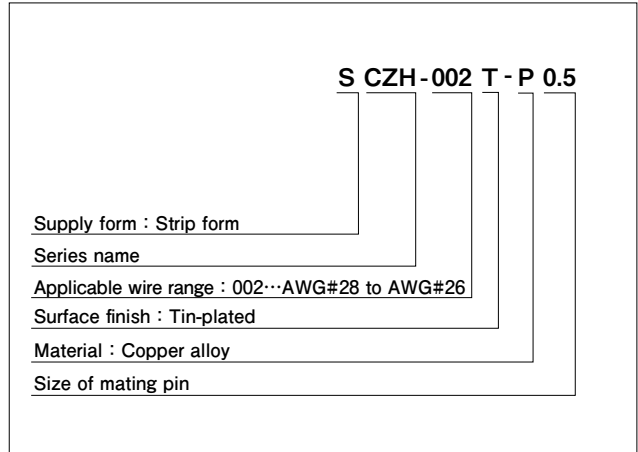 S CZH-002 T - P 0.5
Supply form：Strip form
Series name
Applicable wire range：002⋯AWG#28 to AWG#26
Surface finish：Tin-plated
Material：Copper alloy
Size of mating pin